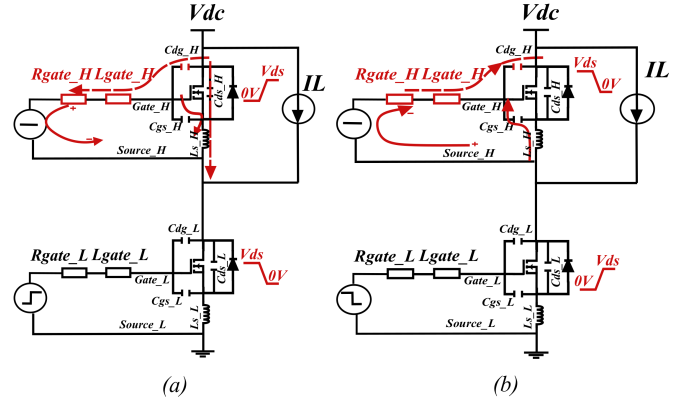 Vdc
Cdg_H
Rgate_H Lgate_H
Vds
0V
IL
Cds_H
+
Gate_H
Cgs_H
Ls_H
−
Source_H
Cdg_L
Rgate_L Lgate_L
Vds
0V
Cds_L
Gate_L
Cgs_L
Ls_L
Source_L
(a)
Vdc
Cdg_H
Rgate_H Lgate_H
Vds
0V
IL
Cds_H
−
Gate_H
Cgs_H
Ls_H
+
Source_H
Cdg_L
Rgate_L Lgate_L
Vds
0V
Cds_L
Gate_L
Cgs_L
Ls_L
Source_L
(b)